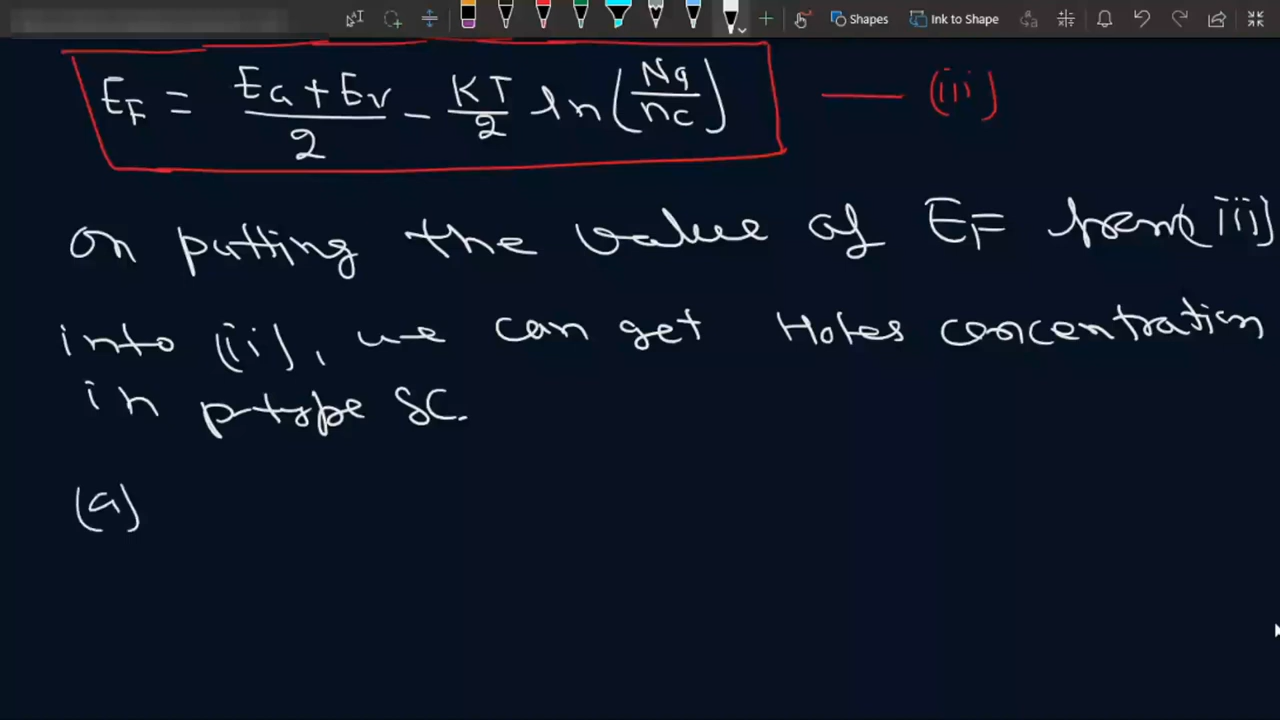 Shapes Ink to Shape
E_F = (Ea + Ev)/2 - KT/2 ln(Na/nc) — (iii)
on putting the value of EF from (iii)
into (ii), we can get Holes concentration
in p-type SC.
(a)